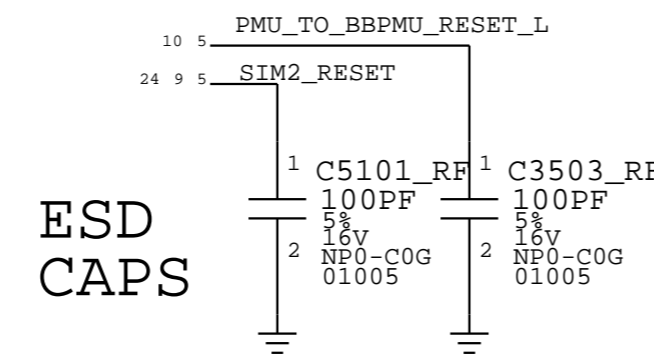 PMU_TO_BBPMU_RESET_L
10 5
SIM2_RESET
24 9 5
1 C5101_RF
100PF
5%
16V
NP0-C0G
01005
2
1 C3503_RF
100PF
5%
16V
NP0-C0G
01005
2
ESD
CAPS